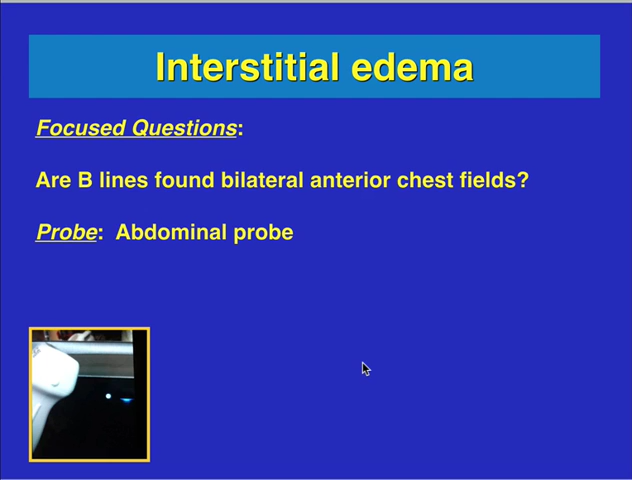 Interstitial edema
Focused Questions:
Are B lines found bilateral anterior chest fields?
Probe:  Abdominal probe